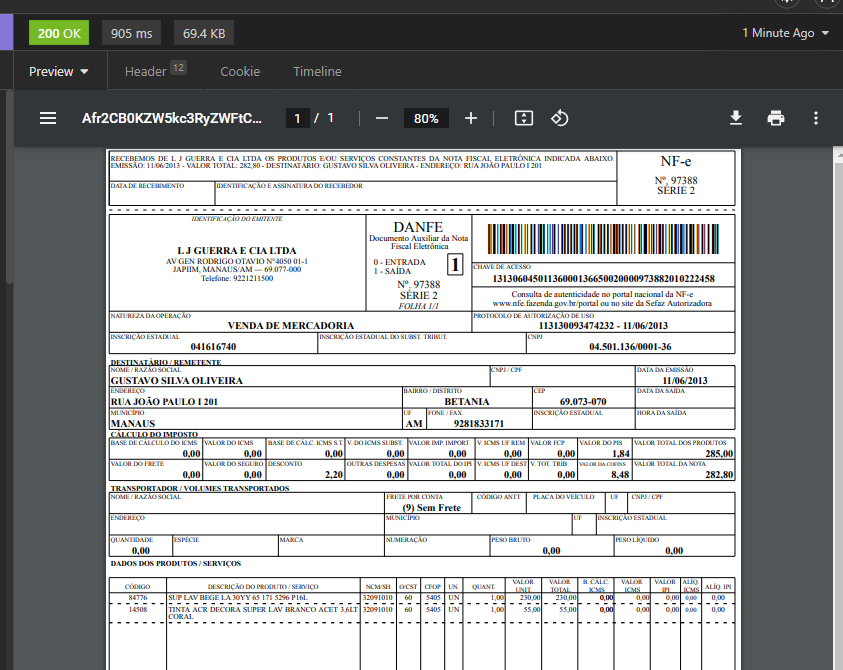 200 OK
905 ms
69.4 KB
1 Minute Ago
Preview
Header 12
Cookie
Timeline
Afr2CB0KZW5kc3RyZWFtC...
1 / 1
80%
RECEBEMOS DE L J GUERRA E CIA LTDA OS PRODUTOS E/OU SERVIÇOS CONSTANTES DA NOTA FISCAL ELETRÔNICA INDICADA ABAIXO.
EMISSÃO: 11/06/2013 - VALOR TOTAL: 282,80 - DESTINATÁRIO: GUSTAVO SILVA OLIVEIRA - ENDEREÇO: RUA JOÃO PAULO I 201
DATA DE RECEBIMENTO
IDENTIFICAÇÃO E ASSINATURA DO RECEBEDOR
NF-e
Nº. 97388
SÉRIE 2
IDENTIFICAÇÃO DO EMITENTE
L J GUERRA E CIA LTDA
AV GEN RODRIGO OTAVIO Nº4050 01-1
JAPIIM, MANAUS/AM — 69.077-000
Telefone: 9221211500
DANFE
Documento Auxiliar da Nota
Fiscal Eletrônica
0 - ENTRADA
1 - SAÍDA
1
Nº. 97388
SÉRIE 2
FOLHA 1/1
CHAVE DE ACESSO
13130604501136000136650020000973882010222458
Consulta de autenticidade no portal nacional da NF-e
www.nfe.fazenda.gov.br/portal ou no site da Sefaz Autorizadora
NATUREZA DA OPERAÇÃO
VENDA DE MERCADORIA
PROTOCOLO DE AUTORIZAÇÃO DE USO
113130093474232 - 11/06/2013
INSCRIÇÃO ESTADUAL
041616740
INSCRIÇÃO ESTADUAL DO SUBST. TRIBUT.
CNPJ
04.501.136/0001-36
DESTINATÁRIO / REMETENTE
NOME / RAZÃO SOCIAL
GUSTAVO SILVA OLIVEIRA
CNPJ / CPF
DATA DA EMISSÃO
11/06/2013
ENDEREÇO
RUA JOÃO PAULO I 201
BAIRRO / DISTRITO
BETANIA
CEP
69.073-070
DATA DA SAÍDA
MUNICÍPIO
MANAUS
UF
AM
FONE / FAX
9281833171
INSCRIÇÃO ESTADUAL
HORA DA SAÍDA
CÁLCULO DO IMPOSTO
BASE DE CÁLCULO DO ICMS VALOR DO ICMS BASE DE CÁLC. ICMS S.T. V. DO ICMS SUBST. VALOR IMP. IMPORT V. ICMS UF REM VALOR FCP VALOR DO PIS VALOR TOTAL DOS PRODUTOS
0,00 0,00 0,00 0,00 0,00 0,00 0,00 1,84 285,00
VALOR DO FRETE VALOR DO SEGURO DESCONTO OUTRAS DESPESAS VALOR TOTAL DO IPI V. ICMS UF DEST V. TOT. TRIB VALOR DA COFINS VALOR TOTAL DA NOTA
0,00 0,00 2,20 0,00 0,00 0,00 0,00 8,48 282,80
TRANSPORTADOR / VOLUMES TRANSPORTADOS
NOME / RAZÃO SOCIAL
FRETE POR CONTA
(9) Sem Frete
CÓDIGO ANTT
PLACA DO VEÍCULO
UF
CNPJ / CPF
ENDEREÇO
MUNICÍPIO
UF
INSCRIÇÃO ESTADUAL
QUANTIDADE
0,00
ESPÉCIE
MARCA
NUMERAÇÃO
PESO BRUTO
0,00
PESO LÍQUIDO
0,00
DADOS DOS PRODUTOS / SERVIÇOS
CÓDIGO DESCRIÇÃO DO PRODUTO / SERVIÇO NCM/SH O/CST CFOP UN. QUANT. VALOR UNIT. VALOR TOTAL B. CÁLC. ICMS VALOR ICMS VALOR IPI ALÍQ. ICMS ALÍQ. IPI
84776 SUP LAV BEGE LA 30YY 65 171 5296 P16L 32091010 60 5405 UN 1,00 230,00 230,00 0,00 0,00 0,00 0,00 0,00
14508 TINTA ACR DECORA SUPER LAV BRANCO ACET 3,6LT 32091010 60 5405 UN 1,00 55,00 55,00 0,00 0,00 0,00 0,00 0,00
CORAL